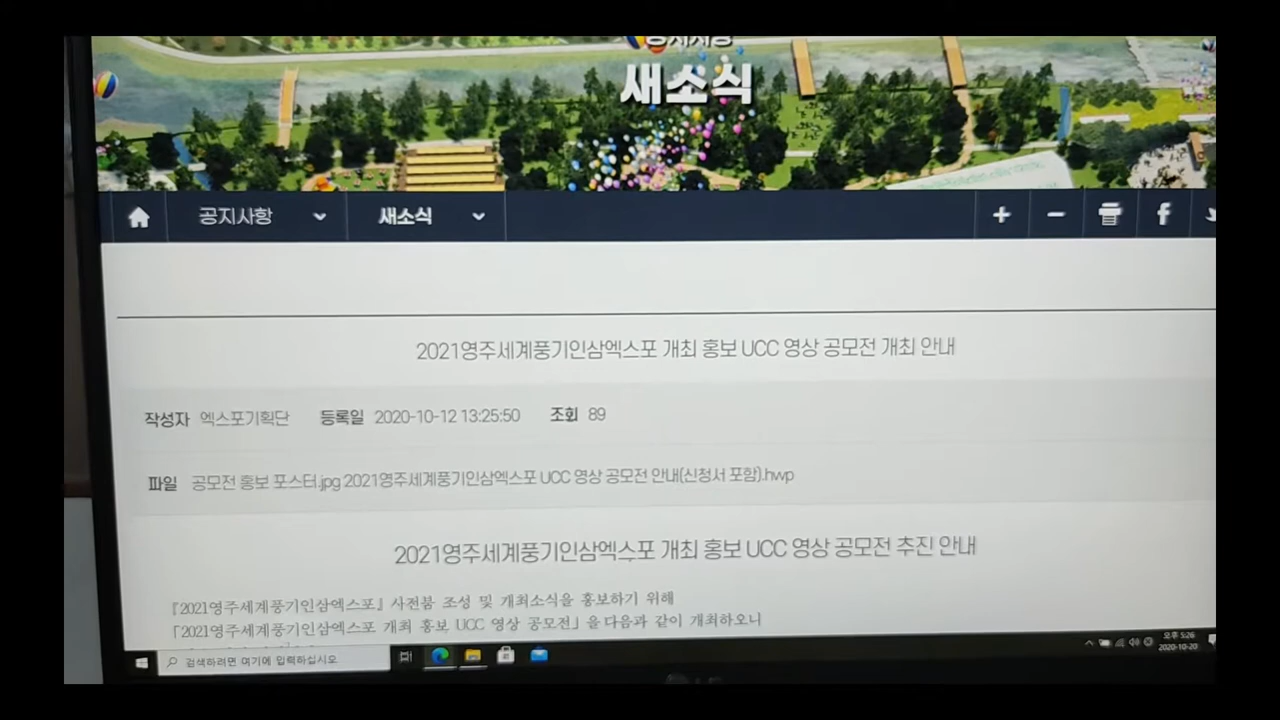 새소식
공지사항 새소식
2021영주세계풍기인삼엑스포 개최 홍보 UCC 영상 공모전 개최 안내
작성자 엑스포기획단 등록일 2020-10-12 13:25:50 조회 89
파일 공모전 홍보 포스터.jpg 2021영주세계풍기인삼엑스포 UCC 영상 공모전 안내(신청서 포함).hwp
2021영주세계풍기인삼엑스포 개최 홍보 UCC 영상 공모전 추진 안내
『2021영주세계풍기인삼엑스포』 사전붐 조성 및 개최소식을 홍보하기 위해
「2021영주세계풍기인삼엑스포 개최 홍보 UCC 영상 공모전」을 다음과 같이 개최하오니
검색하려면 여기에 입력하십시오.
오후 5:26
2020-10-20